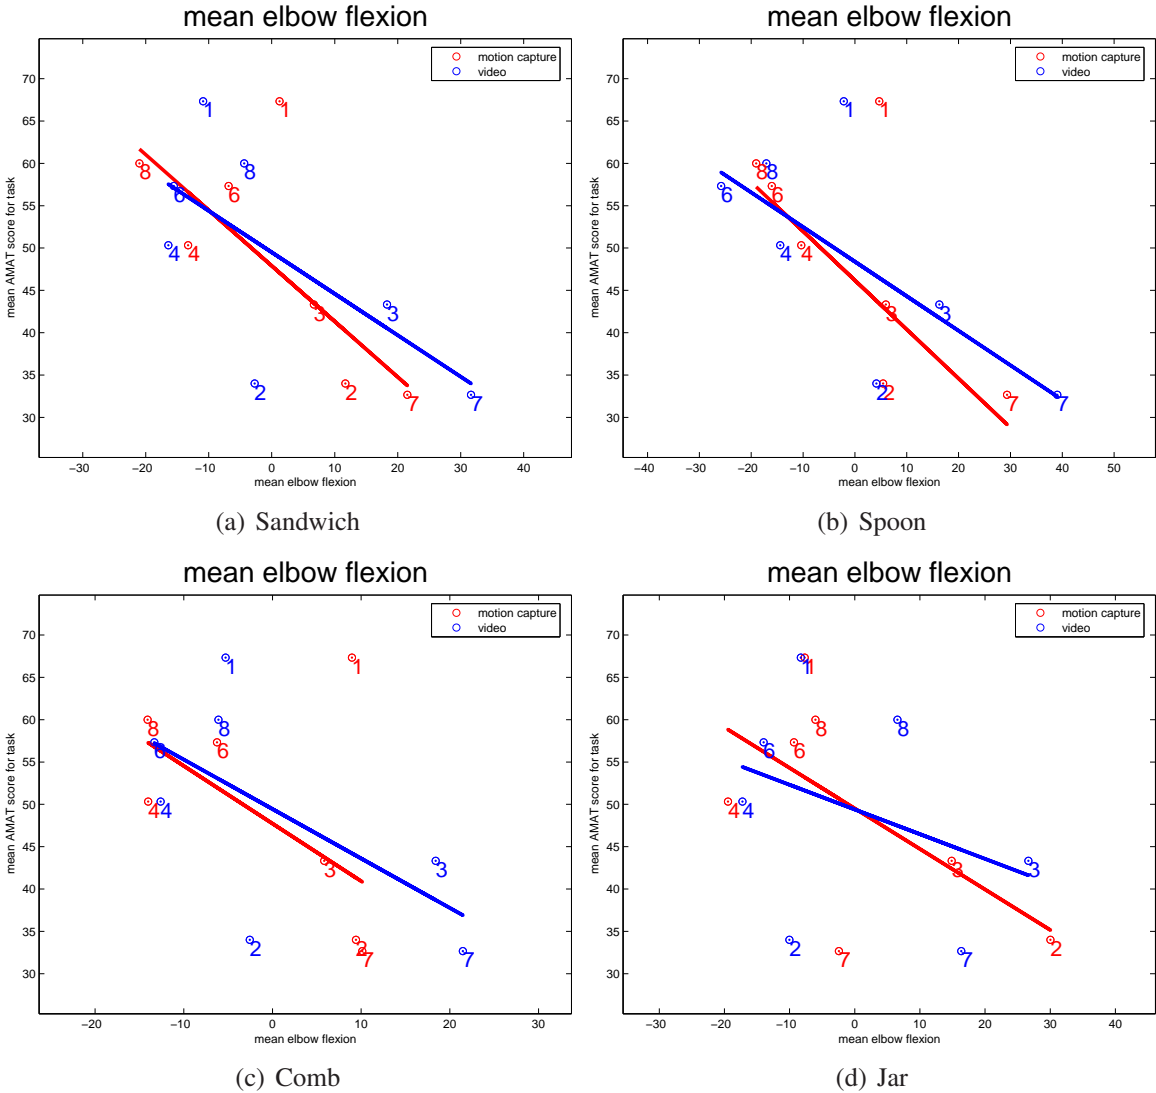 mean elbow flexion
motion capture
video
mean AMAT score for task
70
65
60
55
50
45
40
35
30
1 1
8 8
6 6
4 4
3 3
2 2
7 7
−30 −20 −10 0 10 20 30 40
mean elbow flexion
(a) Sandwich
mean elbow flexion
motion capture
video
mean AMAT score for task
70
65
60
55
50
45
40
35
30
1 1
8 8
6 6
4 4
3 3
2 2
7 7
−40 −30 −20 −10 0 10 20 30 40 50
mean elbow flexion
(b) Spoon
mean elbow flexion
motion capture
video
mean AMAT score for task
70
65
60
55
50
45
40
35
30
1 1
8 8
6 6
4 4
3 3
2 2
7 7
−20 −10 0 10 20 30
mean elbow flexion
(c) Comb
mean elbow flexion
motion capture
video
mean AMAT score for task
70
65
60
55
50
45
40
35
30
1 1
8 8
6 6
4 4
3 3
2 2
7 7
−30 −20 −10 0 10 20 30 40
mean elbow flexion
(d) Jar